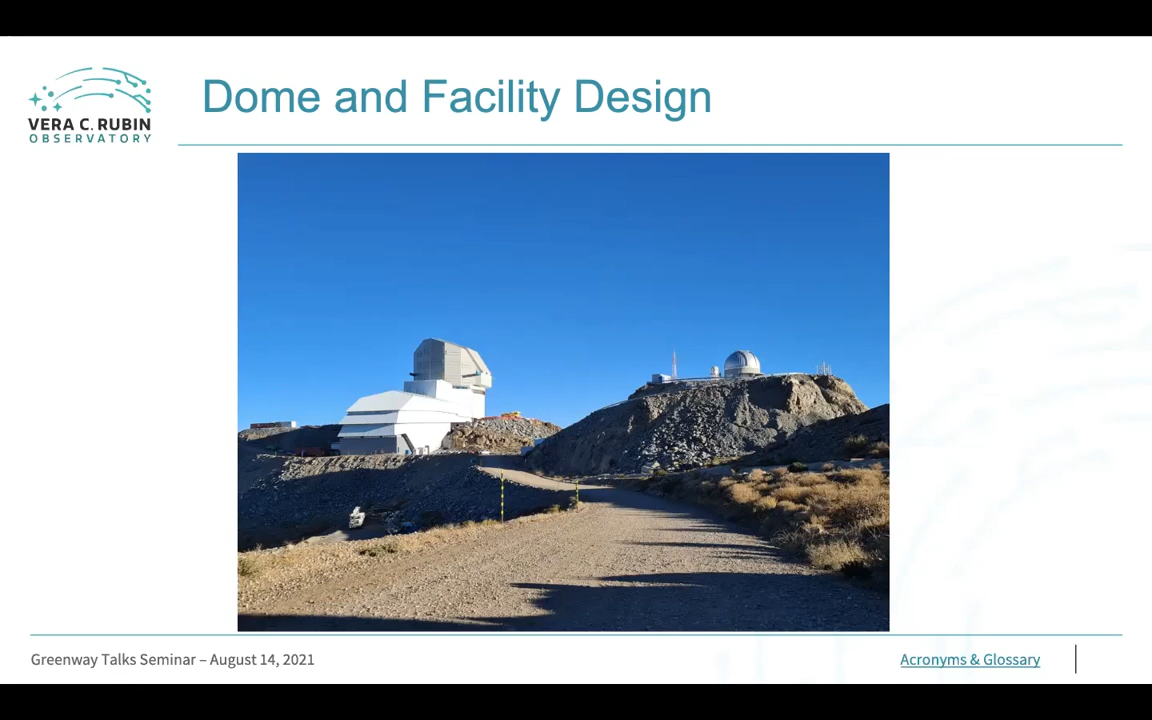 VERA C. RUBIN
OBSERVATORY
Dome and Facility Design
Greenway Talks Seminar – August 14, 2021
Acronyms & Glossary